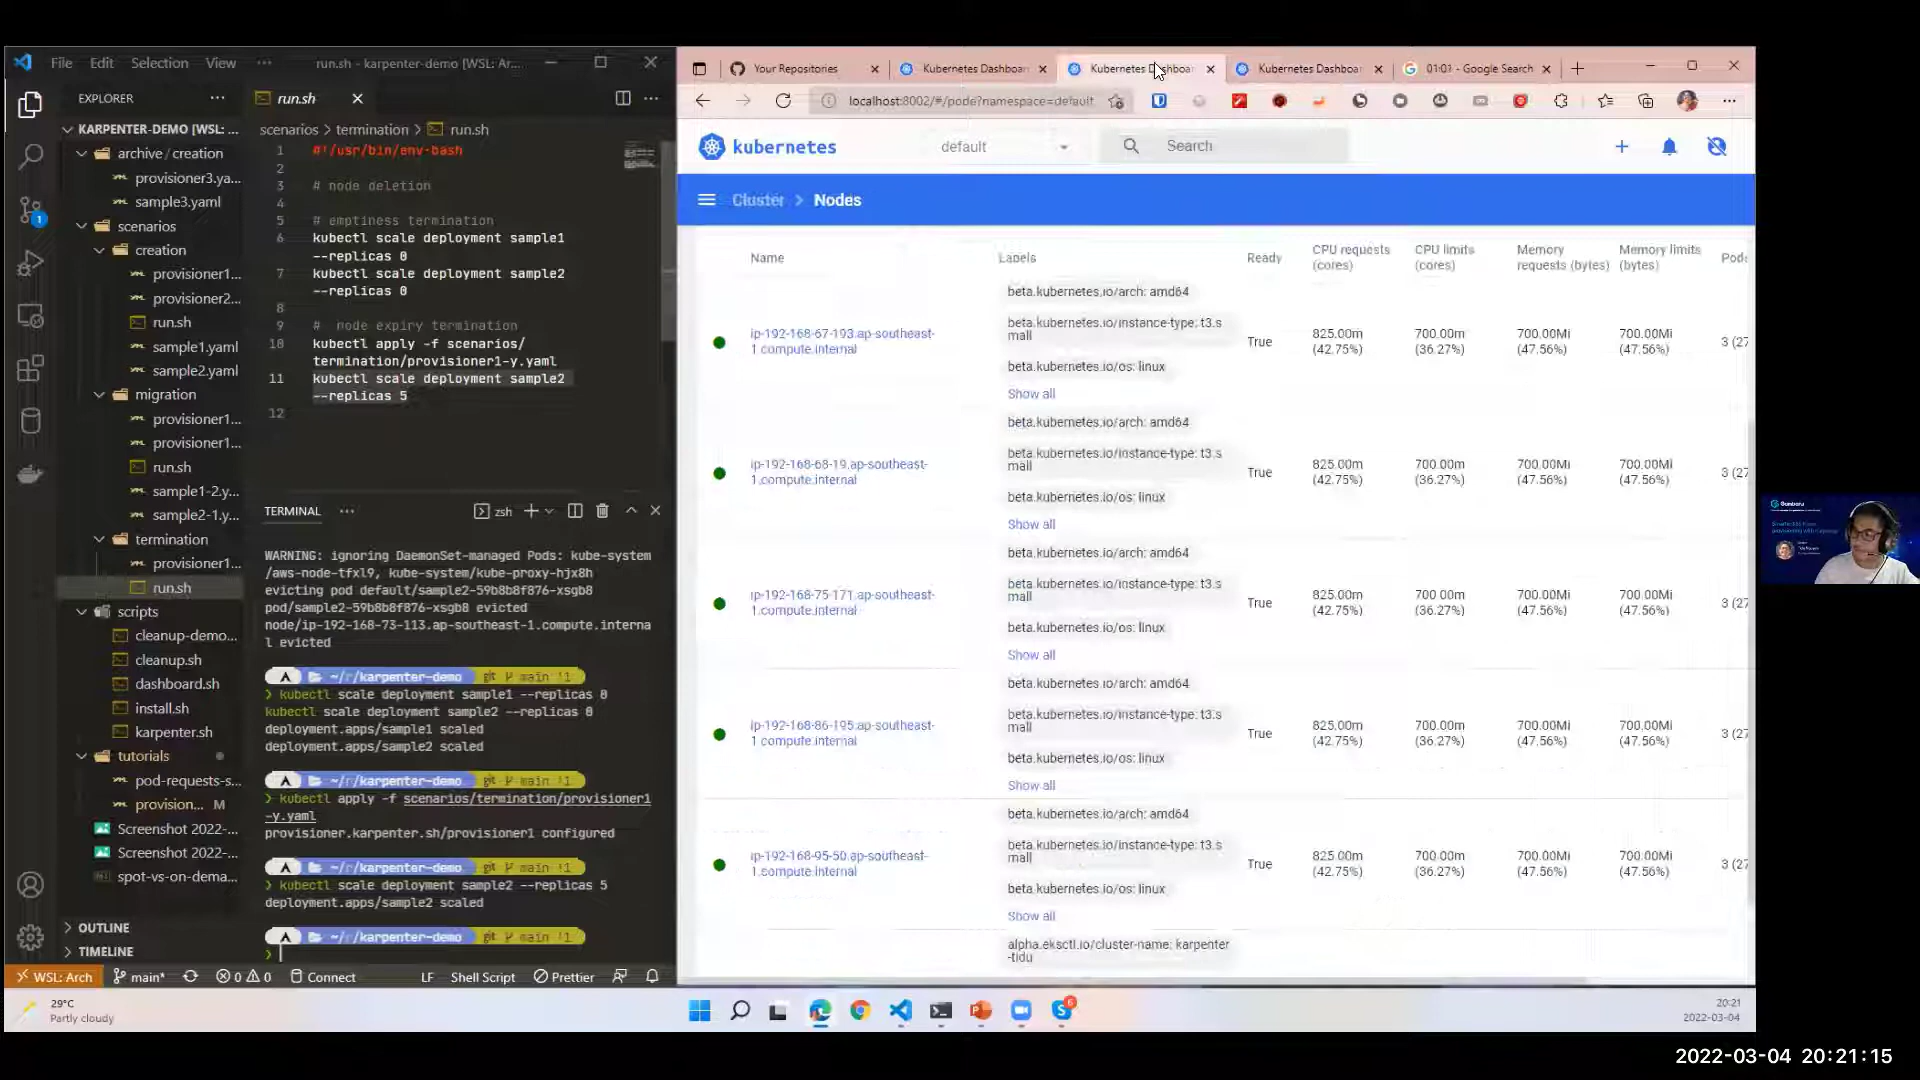 File Edit Selection View ··· run.sh - karpenter-demo [WSL: Ar...
EXPLORER ···
KARPENTER-DEMO [WSL: ...
archive / creation
provisioner3.ya...
sample3.yaml
scenarios
creation
provisioner1...
provisioner2...
run.sh
sample1.yaml
sample2.yaml
migration
provisioner1...
provisioner1...
run.sh
sample1-2.y...
sample2-1.y...
termination
provisioner1...
run.sh
scripts
cleanup-demo...
cleanup.sh
dashboard.sh
install.sh
karpenter.sh
tutorials
pod-requests-s...
provision... M
Screenshot 2022-...
Screenshot 2022-...
spot-vs-on-dema...
OUTLINE
TIMELINE
run.sh
scenarios > termination > run.sh
1 #!/usr/bin/env bash
2
3 # node deletion
4
5 # emptiness termination
6 kubectl scale deployment sample1
--replicas 0
7 kubectl scale deployment sample2
--replicas 0
8
9 # node expiry termination
10 kubectl apply -f scenarios/
termination/provisioner1-y.yaml
11 kubectl scale deployment sample2
--replicas 5
12
TERMINAL ··· zsh
WARNING: ignoring DaemonSet-managed Pods: kube-system
/aws-node-tfxl9, kube-system/kube-proxy-hjx8h
evicting pod default/sample2-59b8b8f876-xsgb8
pod/sample2-59b8b8f876-xsgb8 evicted
node/ip-192-168-73-113.ap-southeast-1.compute.interna
l evicted
~/r/karpenter-demo git main !1
> kubectl scale deployment sample1 --replicas 0
kubectl scale deployment sample2 --replicas 0
deployment.apps/sample1 scaled
deployment.apps/sample2 scaled
~/r/karpenter-demo git main !1
> kubectl apply -f scenarios/termination/provisioner1
-y.yaml
provisioner.karpenter.sh/provisioner1 configured
~/r/karpenter-demo git main !1
> kubectl scale deployment sample2 --replicas 5
deployment.apps/sample2 scaled
~/r/karpenter-demo git main !1
>
WSL: Arch main* 0 0 Connect LF Shell Script Prettier
Your Repositories Kubernetes Dashboa Kubernetes Dashboa Kubernetes Dashboa 01:01 - Google Search
localhost:8002/#/pode?namespace=default
kubernetes default Search
Cluster > Nodes
Name Labels Ready CPU requests (cores) CPU limits (cores) Memory requests (bytes) Memory limits (bytes) Pods
beta.kubernetes.io/arch: amd64
ip-192-168-67-193.ap-southeast-
1.compute.internal
beta.kubernetes.io/instance-type: t3.s
mall
True 825.00m (42.75%) 700.00m (36.27%) 700.00Mi (47.56%) 700.00Mi (47.56%) 3 (27
beta.kubernetes.io/os: linux
Show all
beta.kubernetes.io/arch: amd64
ip-192-168-68-19.ap-southeast-
1.compute.internal
beta.kubernetes.io/instance-type: t3.s
mall
True 825.00m (42.75%) 700.00m (36.27%) 700.00Mi (47.56%) 700.00Mi (47.56%) 3 (27
beta.kubernetes.io/os: linux
Show all
beta.kubernetes.io/arch: amd64
ip-192-168-75-171.ap-southeast-
1.compute.internal
beta.kubernetes.io/instance-type: t3.s
mall
True 825.00m (42.75%) 700.00m (36.27%) 700.00Mi (47.56%) 700.00Mi (47.56%) 3 (27
beta.kubernetes.io/os: linux
Show all
beta.kubernetes.io/arch: amd64
ip-192-168-86-195.ap-southeast-
1.compute.internal
beta.kubernetes.io/instance-type: t3.s
mall
True 825.00m (42.75%) 700.00m (36.27%) 700.00Mi (47.56%) 700.00Mi (47.56%) 3 (27
beta.kubernetes.io/os: linux
Show all
beta.kubernetes.io/arch: amd64
ip-192-168-95-50.ap-southeast-
1.compute.internal
beta.kubernetes.io/instance-type: t3.s
mall
True 825.00m (42.75%) 700.00m (36.27%) 700.00Mi (47.56%) 700.00Mi (47.56%) 3 (27
beta.kubernetes.io/os: linux
Show all
alpha.eksctl.io/cluster-name: karpenter
-tidu
29°C
Partly cloudy
20:21
2022-03-04
2022-03-04 20:21:15